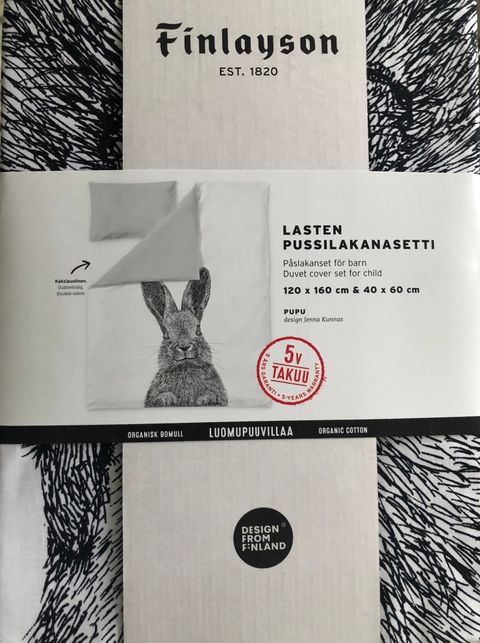 Finlayson
EST. 1820
LASTEN
PUSSILAKANASETTI
Påslakanset för barn
Duvet cover set for child
120 x 160 cm & 40 x 60 cm
PUPU
design Jenna Kunnas
Kaksipuolinen.
Dubbelsidig.
Double sided.
5V
TAKUU
5 ÅRS GARANTI • 5-YEARS WARRANTY
ORGANISK BOMULL LUOMUPUUVILLAA ORGANIC COTTON
DESIGN
FROM
FINLAND